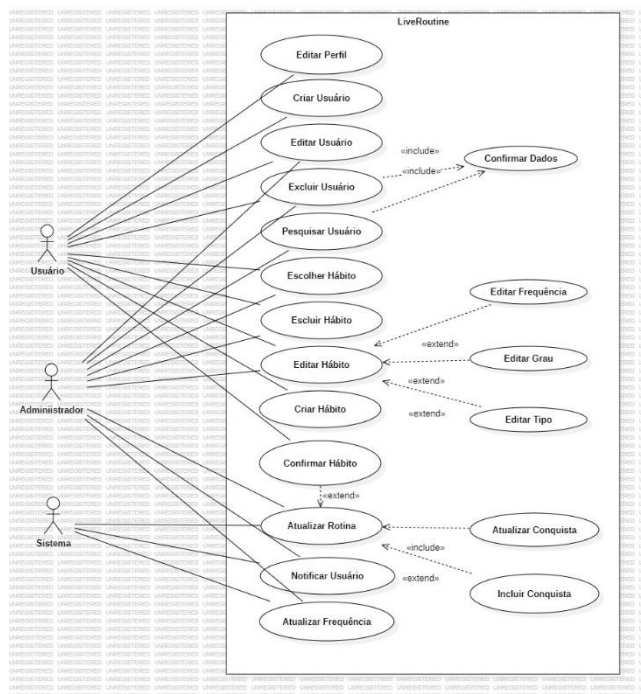 LiveRoutine
Editar Perfil
Criar Usuário
Editar Usuário
«include»
Confirmar Dados
Excluir Usuário
«include»
Pesquisar Usuário
Usuário
Escolher Hábito
Editar Frequência
Escluir Hábito
«extend»
Editar Hábito
Editar Grau
«extend»
Administrador
Criar Hábito
«extend»
Editar Tipo
Confirmar Hábito
«extend»
Atualizar Rotina
Atualizar Conquista
Sistema
«include»
Notificar Usuário
«extend»
Incluir Conquista
Atualizar Frequência
UNREGISTERED